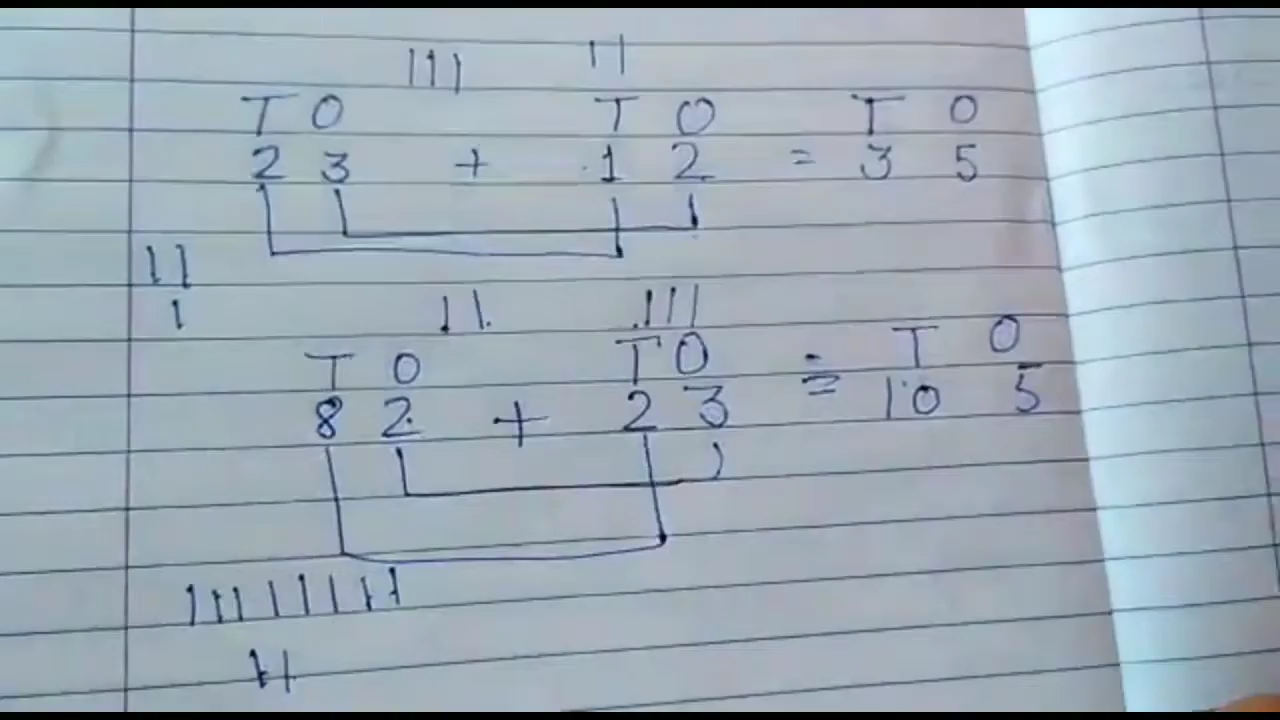 ||| ||
T O T O T O
2 3 + 1 2 = 3 5
||
|
|| |||
T O T O T O
8 2 + 2 3 = 10 5
||||||||
||